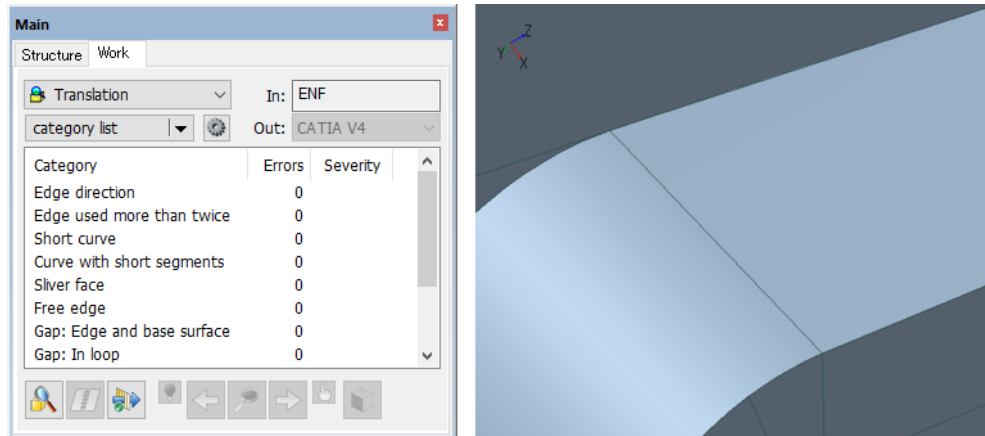 Main
Structure Work
Translation In: ENF
category list Out: CATIA V4
Category Errors Severity
Edge direction 0
Edge used more than twice 0
Short curve 0
Curve with short segments 0
Sliver face 0
Free edge 0
Gap: Edge and base surface 0
Gap: In loop 0
Z
Y
X